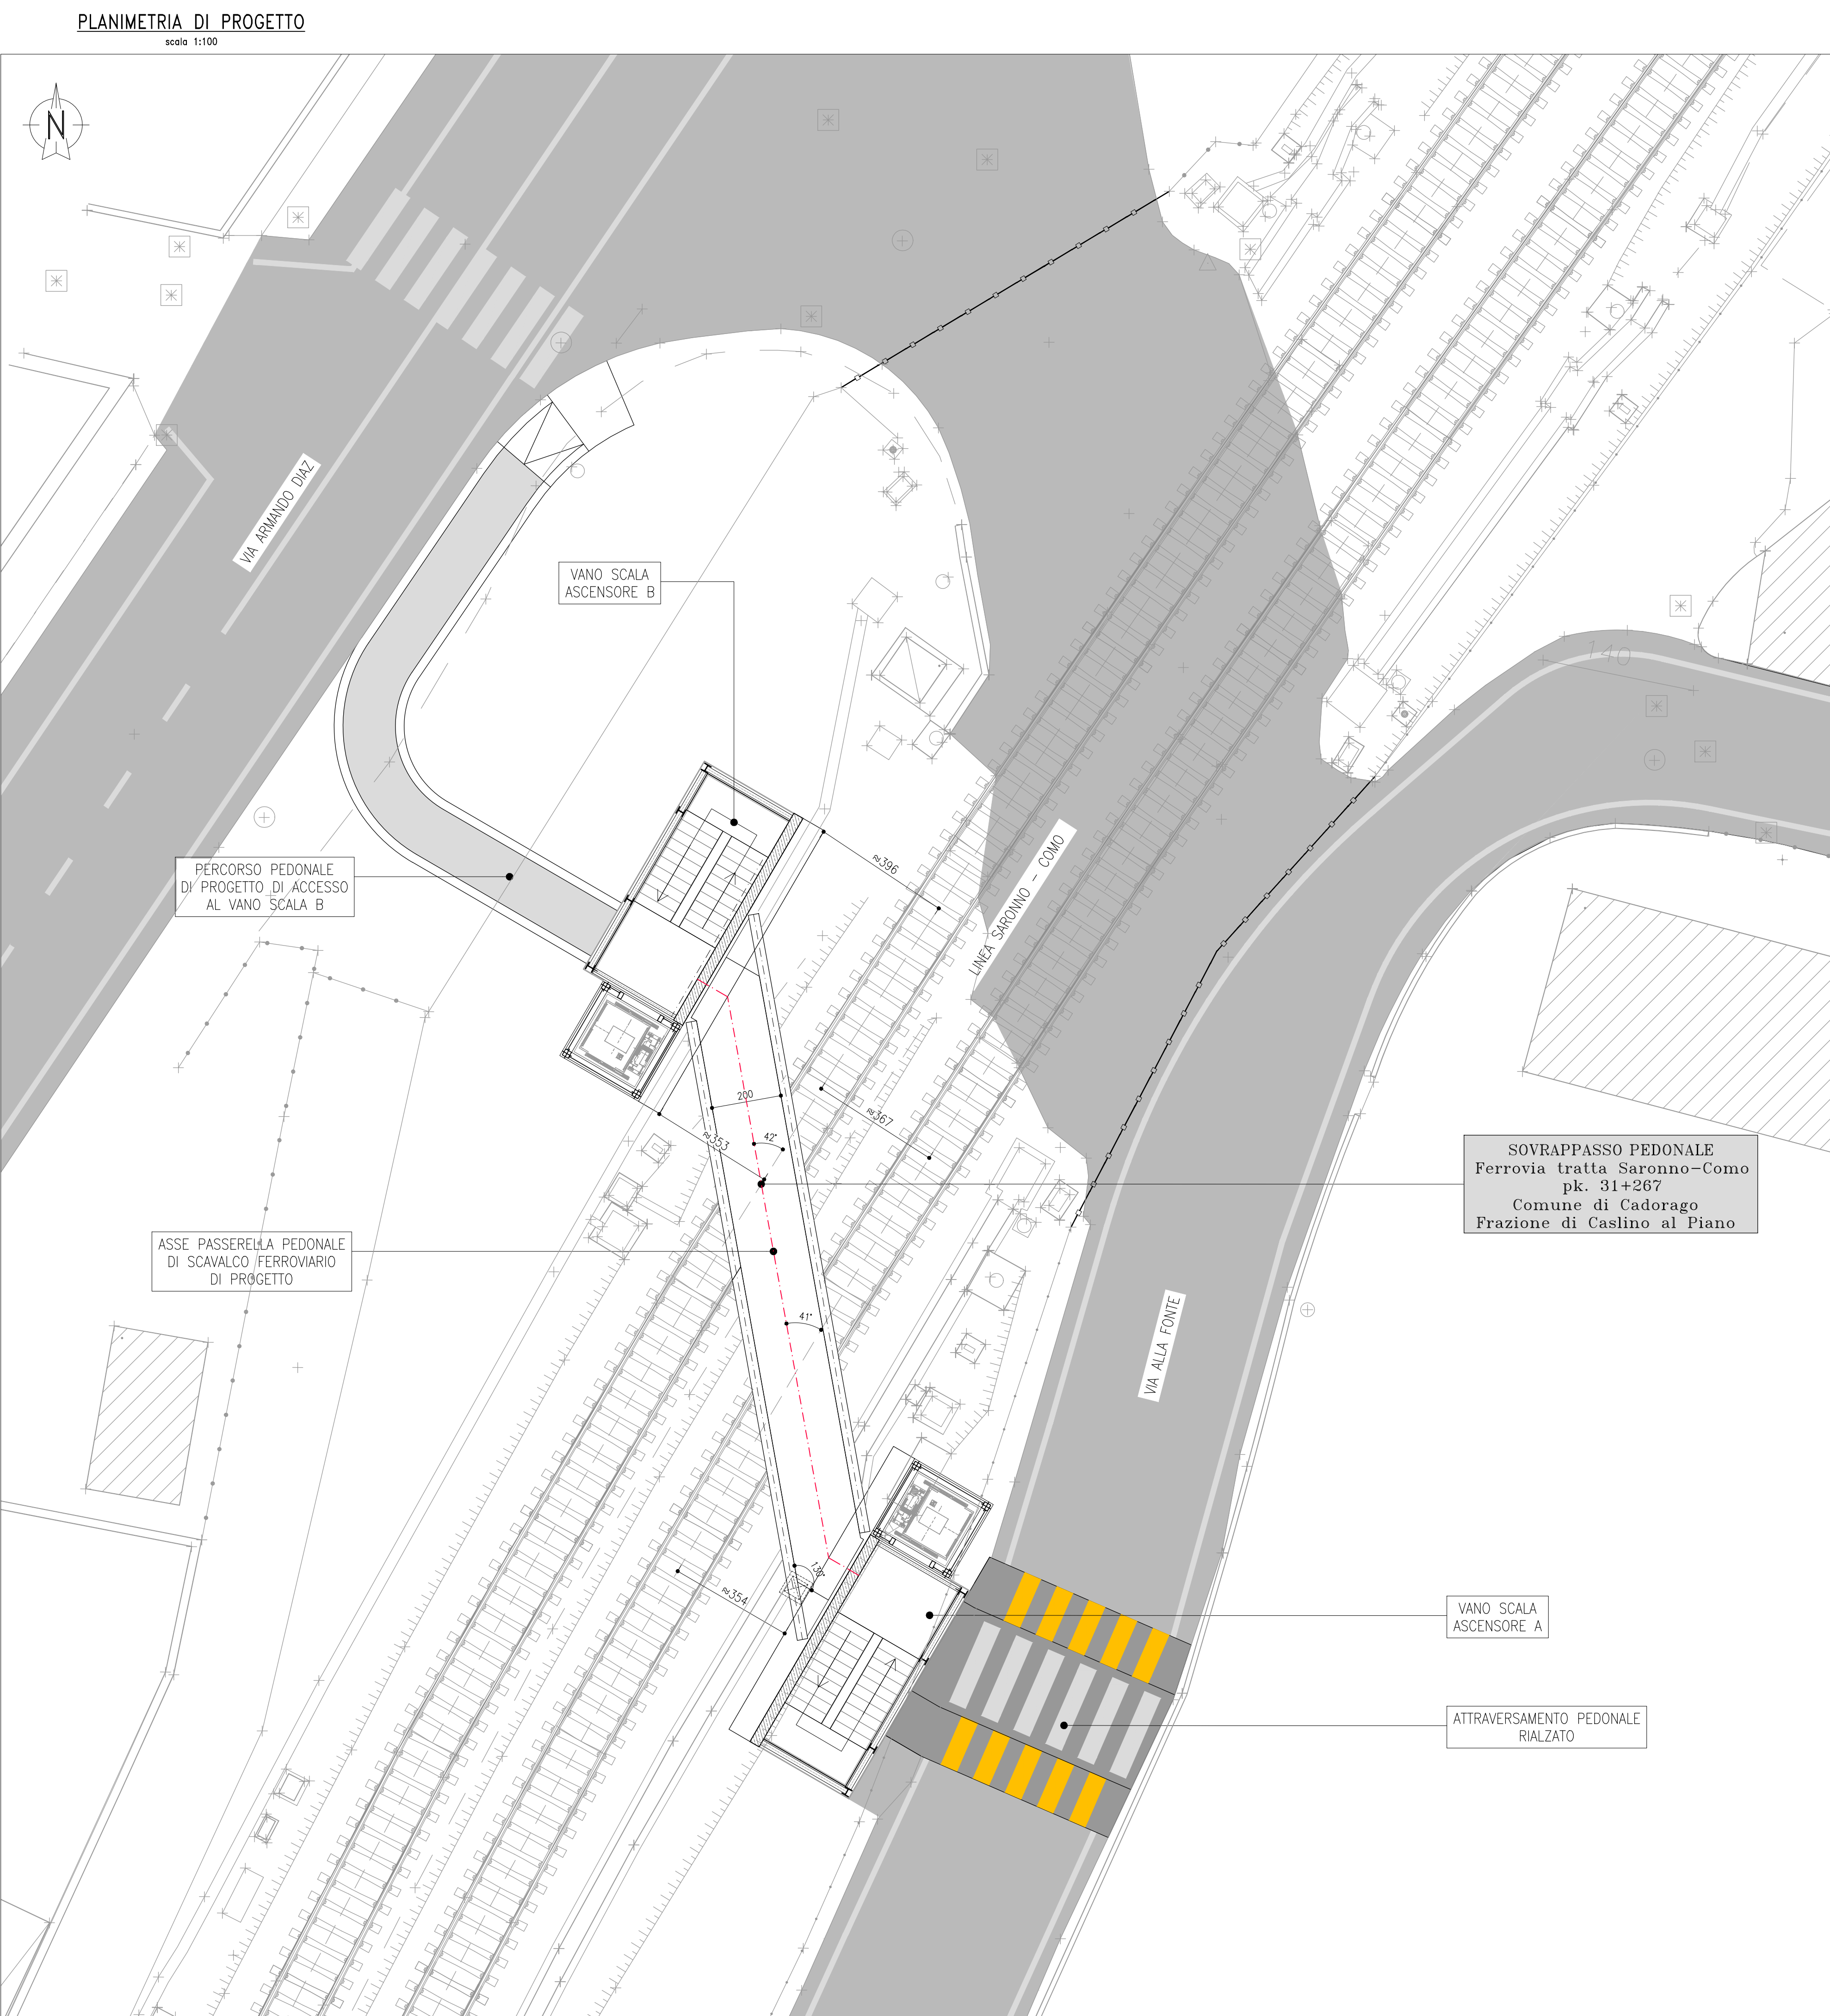 PLANIMETRIA DI PROGETTO
scala 1:100
N
VIA ARMANDO DIAZ
VANO SCALA
ASCENSORE B
140
PERCORSO PEDONALE
DI PROGETTO DI ACCESSO
AL VANO SCALA B
≈396
LINEA SARONNO - COMO
200
≈367
≈353
42°
SOVRAPPASSO PEDONALE
Ferrovia tratta Saronno-Como
pk. 31+267
Comune di Cadorago
Frazione di Caslino al Piano
ASSE PASSERELLA PEDONALE
DI SCAVALCO FERROVIARIO
DI PROGETTO
41°
VIA ALLA FONTE
≈354
VANO SCALA
ASCENSORE A
ATTRAVERSAMENTO PEDONALE
RIALZATO